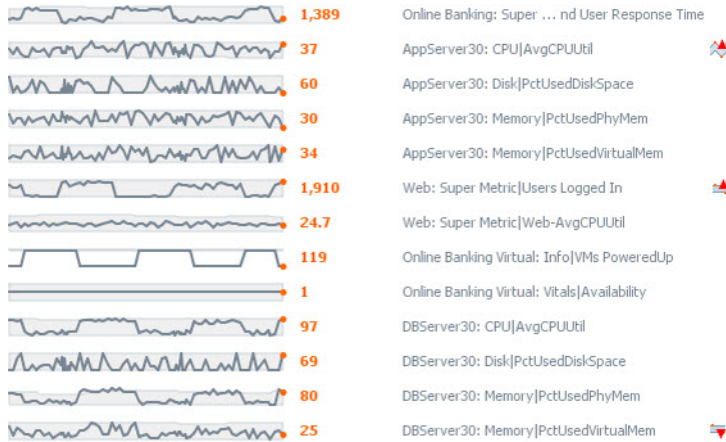 1,389 Online Banking: Super ... nd User Response Time
37 AppServer30: CPU|AvgCPUUtil
60 AppServer30: Disk|PctUsedDiskSpace
30 AppServer30: Memory|PctUsedPhyMem
34 AppServer30: Memory|PctUsedVirtualMem
1,910 Web: Super Metric|Users Logged In
24.7 Web: Super Metric|Web-AvgCPUUtil
119 Online Banking Virtual: Info|VMs PoweredUp
1 Online Banking Virtual: Vitals|Availability
97 DBServer30: CPU|AvgCPUUtil
69 DBServer30: Disk|PctUsedDiskSpace
80 DBServer30: Memory|PctUsedPhyMem
25 DBServer30: Memory|PctUsedVirtualMem